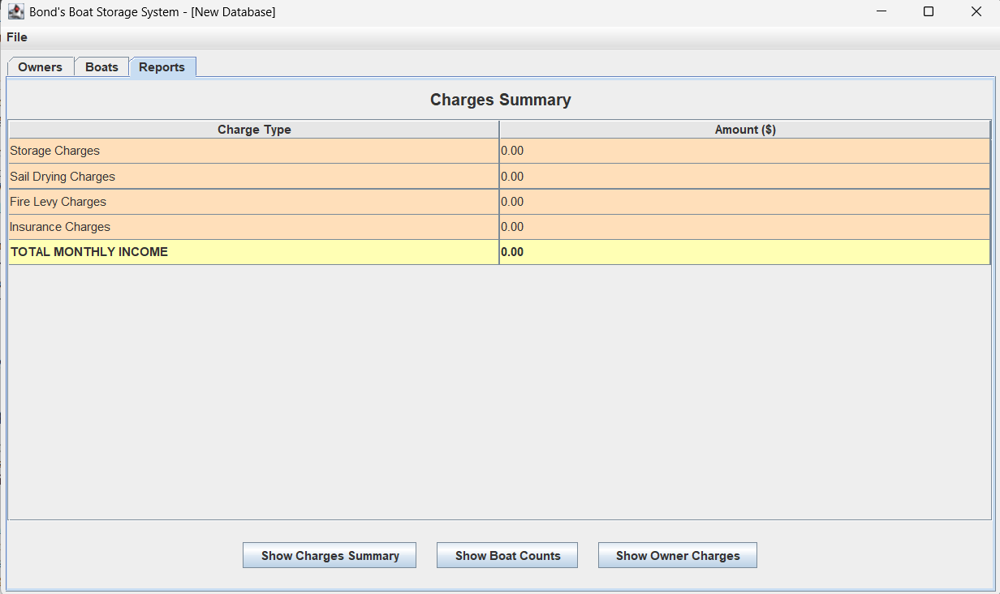 Bond's Boat Storage System - [New Database]
File
Owners Boats Reports
Charges Summary
Charge Type Amount ($)
Storage Charges 0.00
Sail Drying Charges 0.00
Fire Levy Charges 0.00
Insurance Charges 0.00
TOTAL MONTHLY INCOME 0.00
Show Charges Summary Show Boat Counts Show Owner Charges